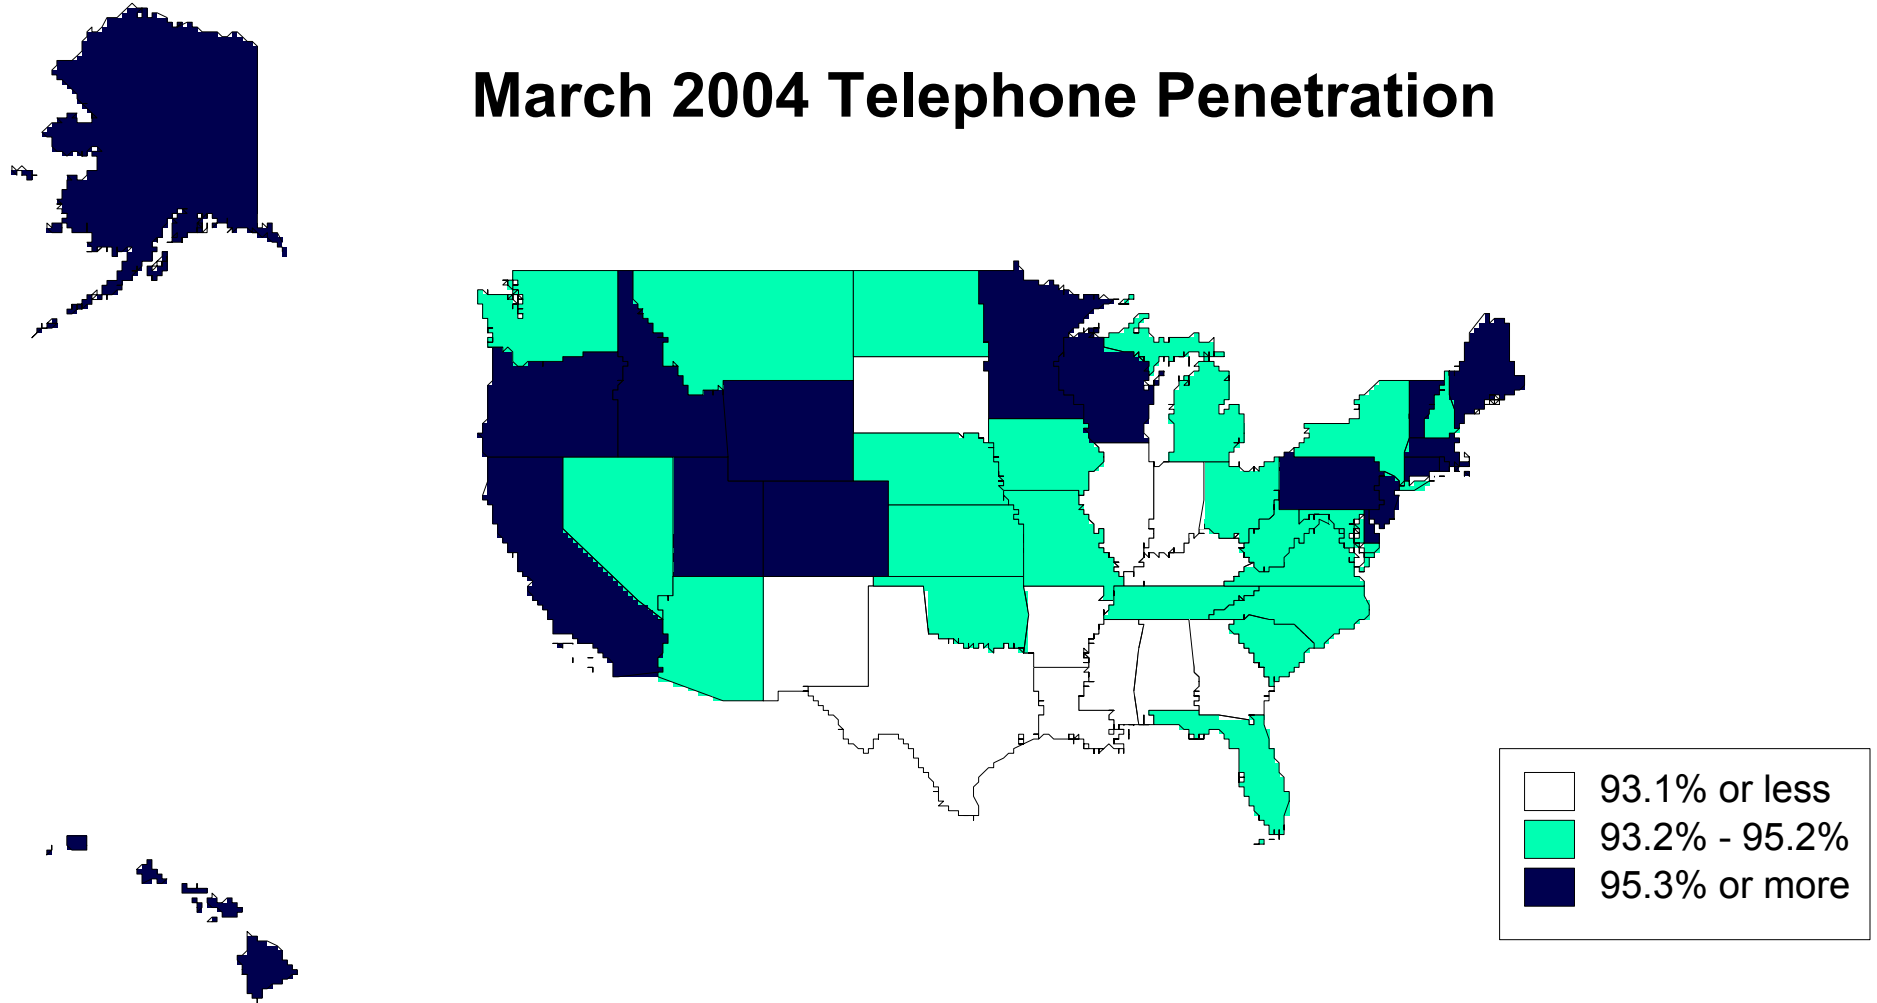 March 2004 Telephone Penetration
93.1% or less
93.2% - 95.2%
95.3% or more